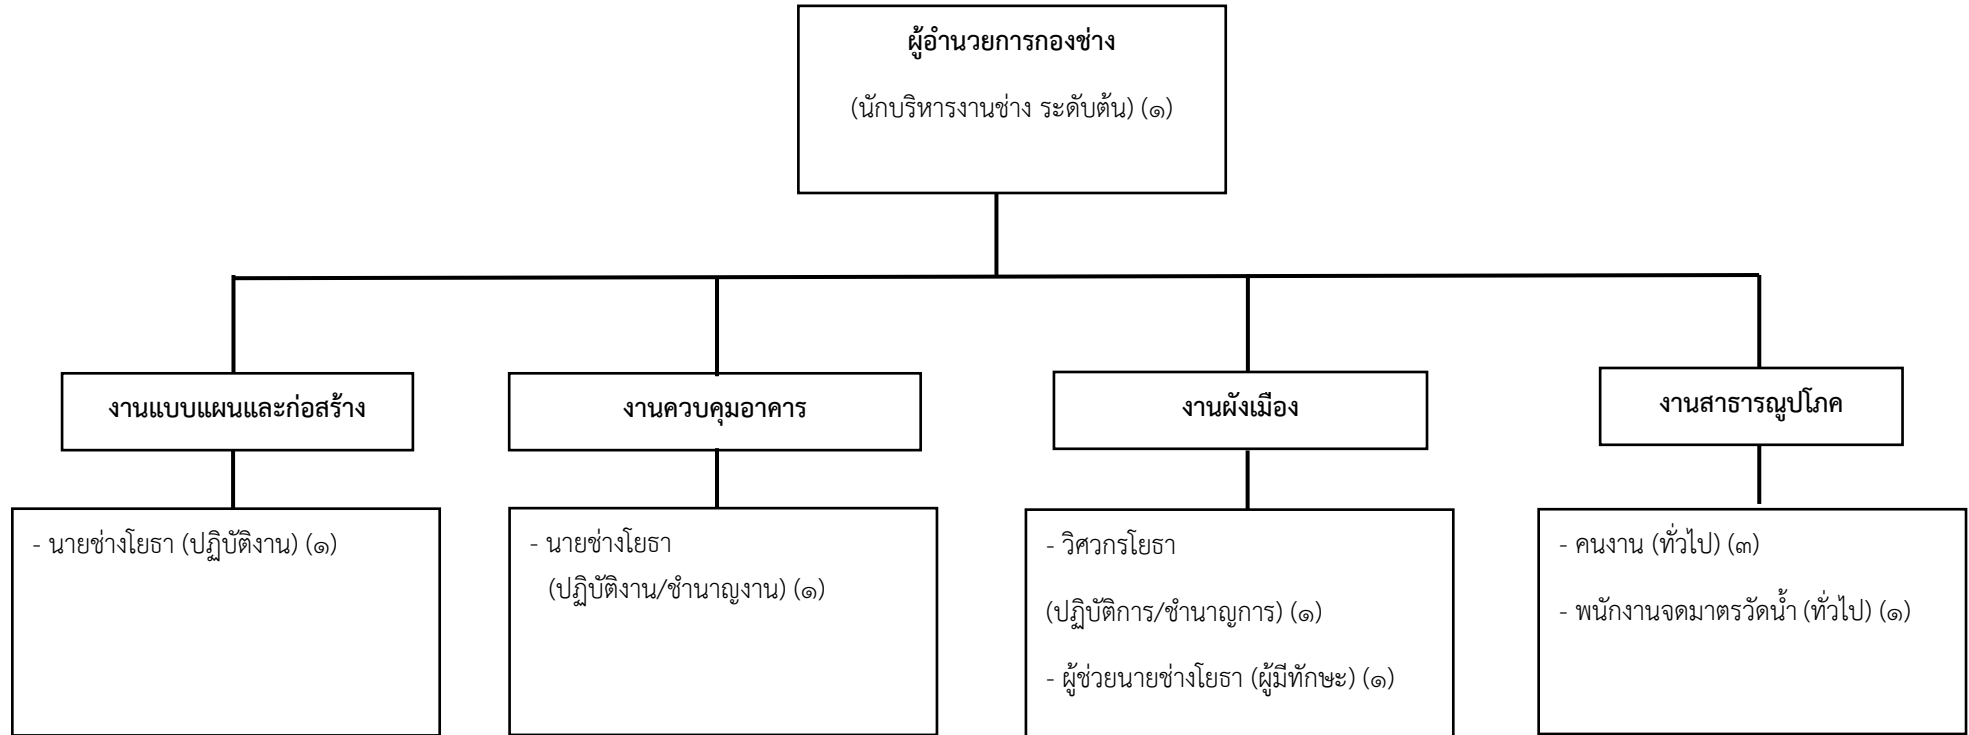 ผู้อำนวยการกองช่าง
(นักบริหารงานช่าง ระดับต้น) (๑)
งานแบบแผนและก่อสร้าง
งานควบคุมอาคาร
งานผังเมือง
งานสาธารณูปโภค
- นายช่างโยธา (ปฏิบัติงาน) (๑)
- นายช่างโยธา
(ปฏิบัติงาน/ชำนาญงาน) (๑)
- วิศวกรโยธา
(ปฏิบัติการ/ชำนาญการ) (๑)
- ผู้ช่วยนายช่างโยธา (ผู้มีทักษะ) (๑)
- คนงาน (ทั่วไป) (๓)
- พนักงานจดมาตรวัดน้ำ (ทั่วไป) (๑)